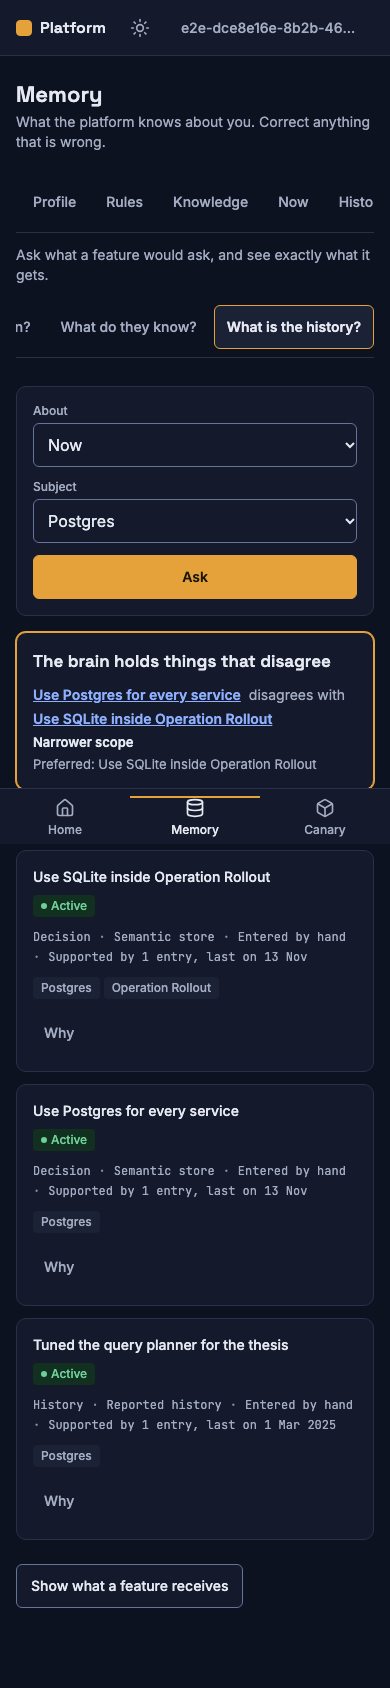 Platform
e2e-dce8e16e-8b2b-46...
Memory
What the platform knows about you. Correct anything
that is wrong.
Profile Rules Knowledge Now Histo
Ask what a feature would ask, and see exactly what it
gets.
n? What do they know? What is the history?
About
Now
Subject
Postgres
Ask
The brain holds things that disagree
Use Postgres for every service disagrees with
Use SQLite inside Operation Rollout
Narrower scope
Preferred: Use SQLite inside Operation Rollout
Home Memory Canary
Use SQLite inside Operation Rollout
Active
Decision · Semantic store · Entered by hand
· Supported by 1 entry, last on 13 Nov
Postgres Operation Rollout
Why
Use Postgres for every service
Active
Decision · Semantic store · Entered by hand
· Supported by 1 entry, last on 13 Nov
Postgres
Why
Tuned the query planner for the thesis
Active
History · Reported history · Entered by hand
· Supported by 1 entry, last on 1 Mar 2025
Postgres
Why
Show what a feature receives